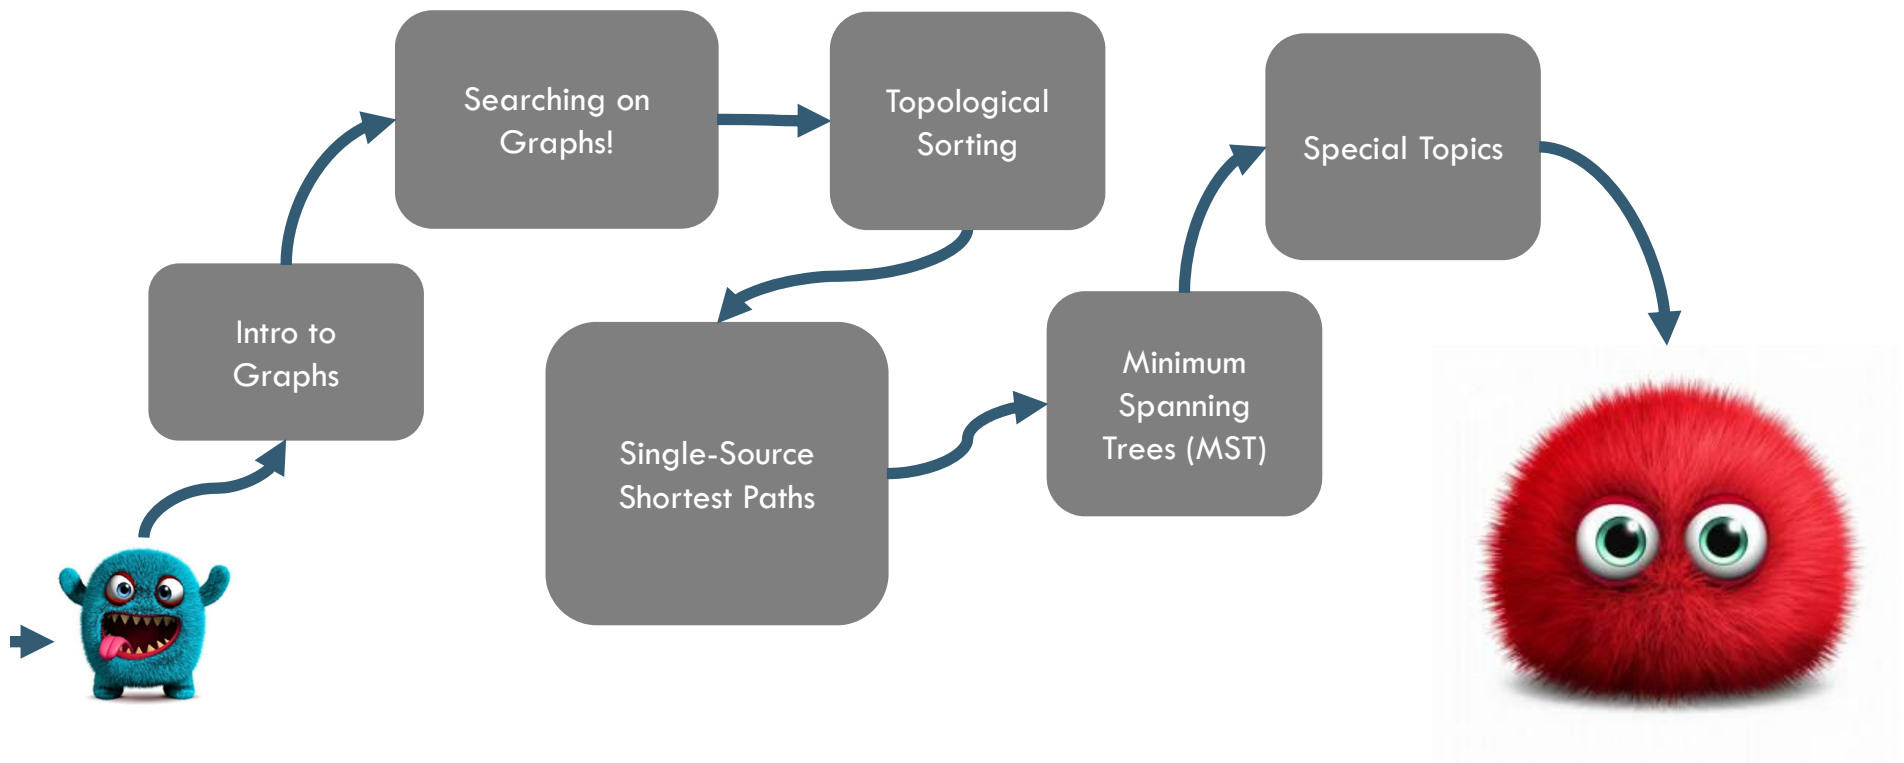 Intro to
Graphs
Searching on
Graphs!
Topological
Sorting
Single-Source
Shortest Paths
Minimum
Spanning
Trees (MST)
Special Topics